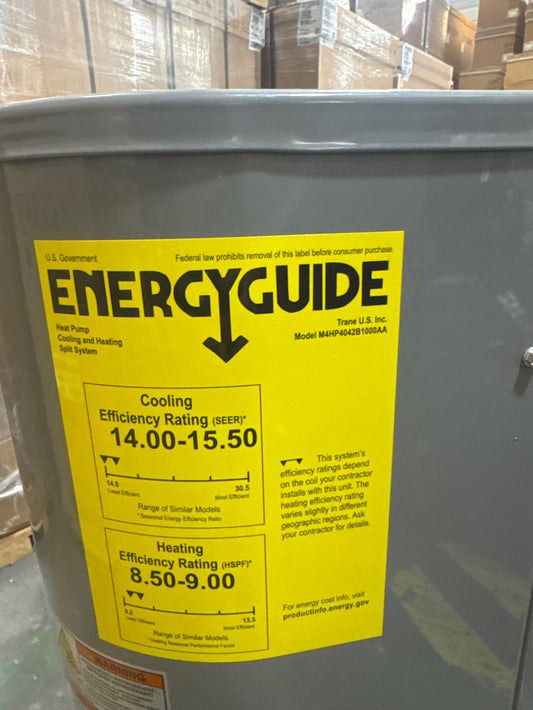 U.S. Government
Federal law prohibits removal of this label before consumer purchase.
ENERGYGUIDE
Heat Pump
Cooling and Heating
Split System
Trane U.S. Inc.
Model M4HP4042B1000AA
Cooling
Efficiency Rating (SEER)*
14.00-15.50
14.0
30.5
Least Efficient
Most Efficient
Range of Similar Models
* Seasonal Energy Efficiency Ratio
This system's
efficiency ratings depend
on the coil your contractor
installs with this unit. The
heating efficiency rating
varies slightly in different
geographic regions. Ask
your contractor for details.
Heating
Efficiency Rating (HSPF)*
8.50-9.00
8.2
13.5
Least Efficient
Most Efficient
Range of Similar Models
* Heating Seasonal Performance Factor
For energy cost info, visit
productinfo.energy.gov
WARNING